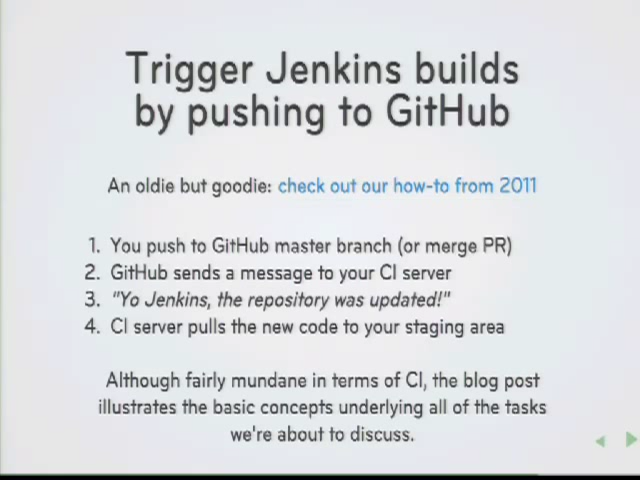 Trigger Jenkins builds
by pushing to GitHub
An oldie but goodie: check out our how-to from 2011
1. You push to GitHub master branch (or merge PR)
2. GitHub sends a message to your CI server
3. "Yo Jenkins, the repository was updated!"
4. CI server pulls the new code to your staging area
Although fairly mundane in terms of CI, the blog post
illustrates the basic concepts underlying all of the tasks
we're about to discuss.